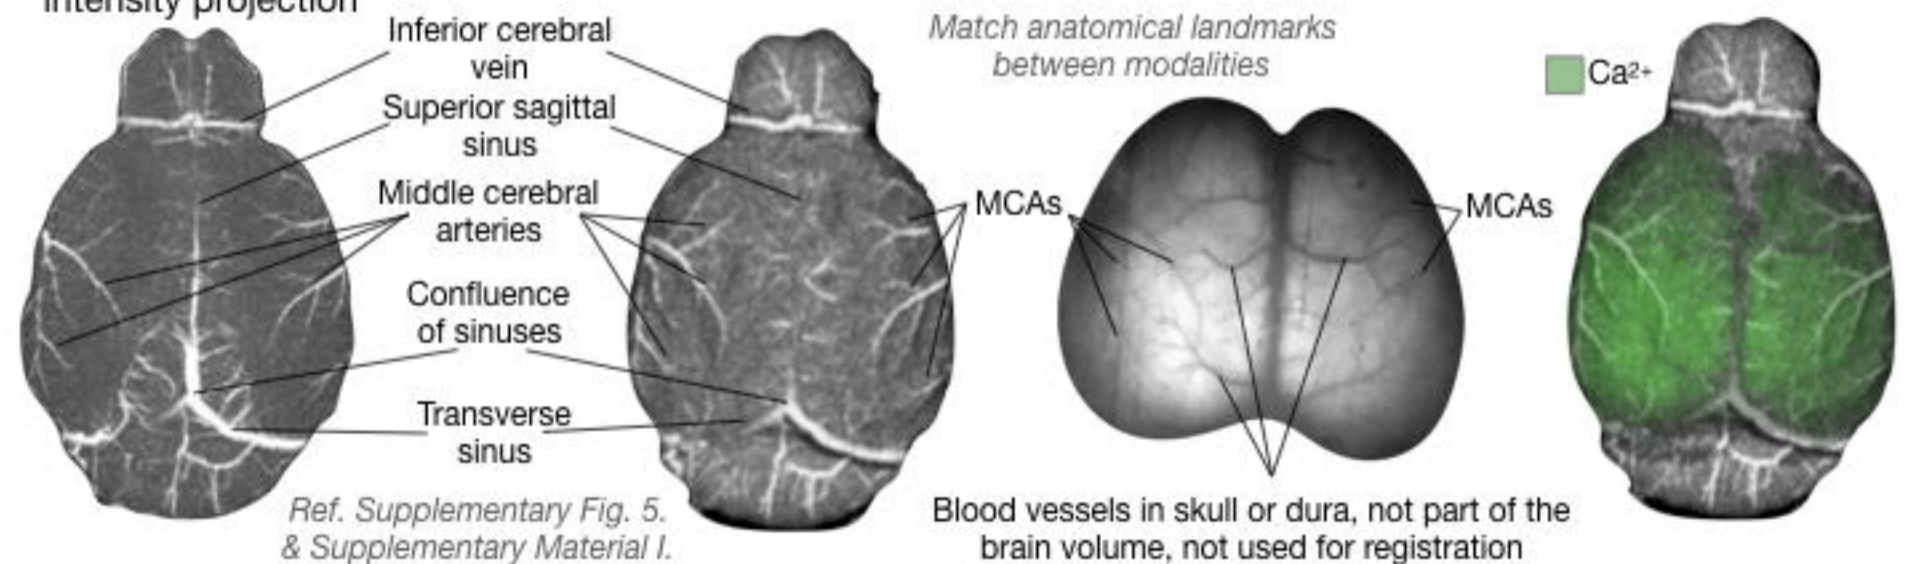 intensity projection
Inferior cerebral
vein
Superior sagittal
sinus
Middle cerebral
arteries
Confluence
of sinuses
Transverse
sinus
Ref. Supplementary Fig. 5.
& Supplementary Material I.
Match anatomical landmarks
between modalities
MCAs
MCAs
Blood vessels in skull or dura, not part of the
brain volume, not used for registration
Ca²⁺